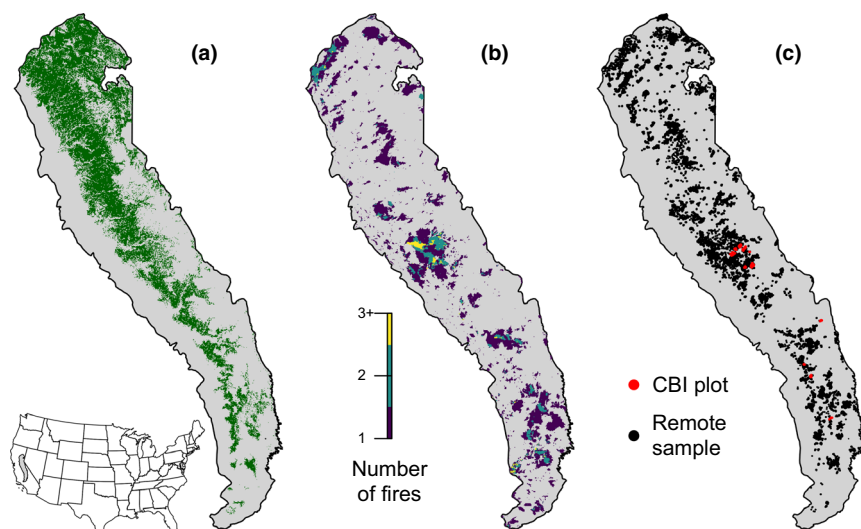 (a)
(b)
(c)
3+
2
1
Number
of fires
CBI plot
Remote
sample